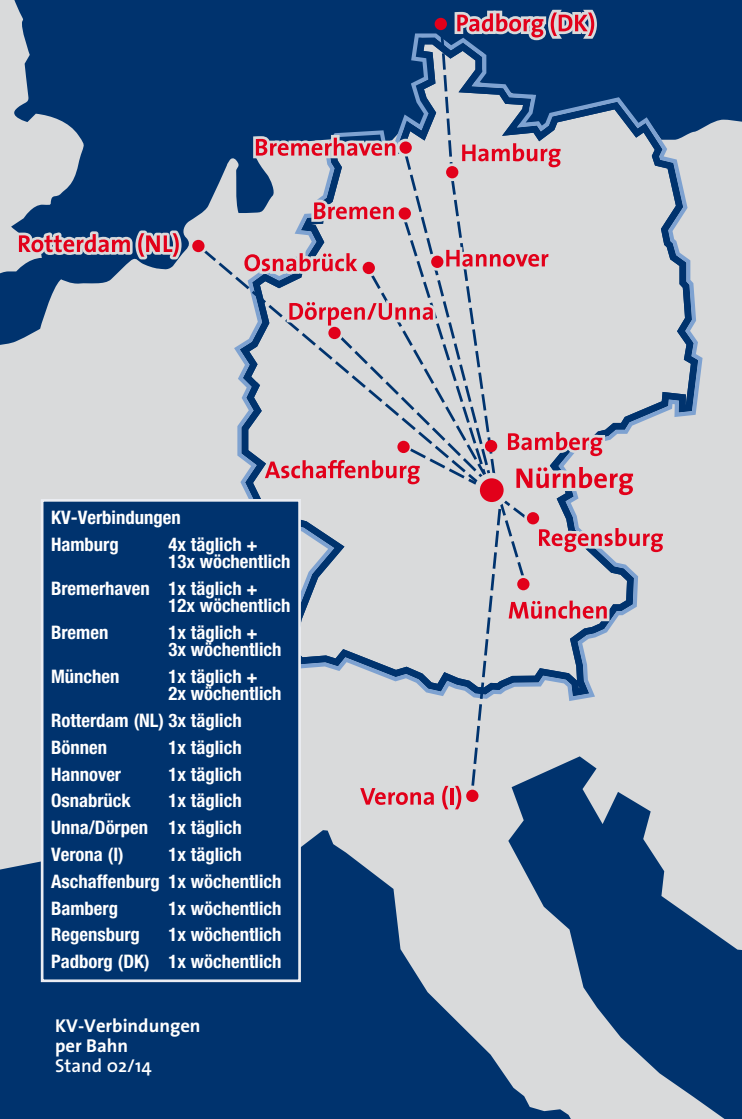 Padborg (DK)
Bremerhaven
Hamburg
Bremen
Rotterdam (NL)
Osnabrück
Hannover
Dörpen/Unna
Bamberg
Aschaffenburg
Nürnberg
Regensburg
München
Verona (I)
KV-Verbindungen
Hamburg 4x täglich +
13x wöchentlich
Bremerhaven 1x täglich +
12x wöchentlich
Bremen 1x täglich +
3x wöchentlich
München 1x täglich +
2x wöchentlich
Rotterdam (NL) 3x täglich
Bönnen 1x täglich
Hannover 1x täglich
Osnabrück 1x täglich
Unna/Dörpen 1x täglich
Verona (I) 1x täglich
Aschaffenburg 1x wöchentlich
Bamberg 1x wöchentlich
Regensburg 1x wöchentlich
Padborg (DK) 1x wöchentlich
KV-Verbindungen
per Bahn
Stand 02/14